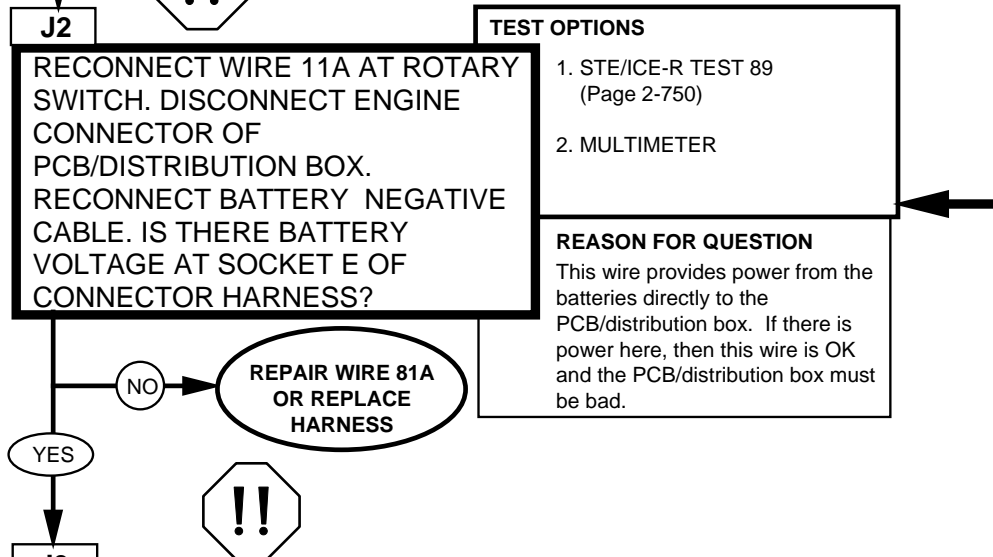 !!
J2
RECONNECT WIRE 11A AT ROTARY
SWITCH. DISCONNECT ENGINE
CONNECTOR OF
PCB/DISTRIBUTION BOX.
RECONNECT BATTERY NEGATIVE
CABLE. IS THERE BATTERY
VOLTAGE AT SOCKET E OF
CONNECTOR HARNESS?
TEST OPTIONS
1. STE/ICE-R TEST 89
(Page 2-750)
2. MULTIMETER
REASON FOR QUESTION
This wire provides power from the
batteries directly to the
PCB/distribution box. If there is
power here, then this wire is OK
and the PCB/distribution box must
be bad.
NO
REPAIR WIRE 81A
OR REPLACE
HARNESS
YES
!!